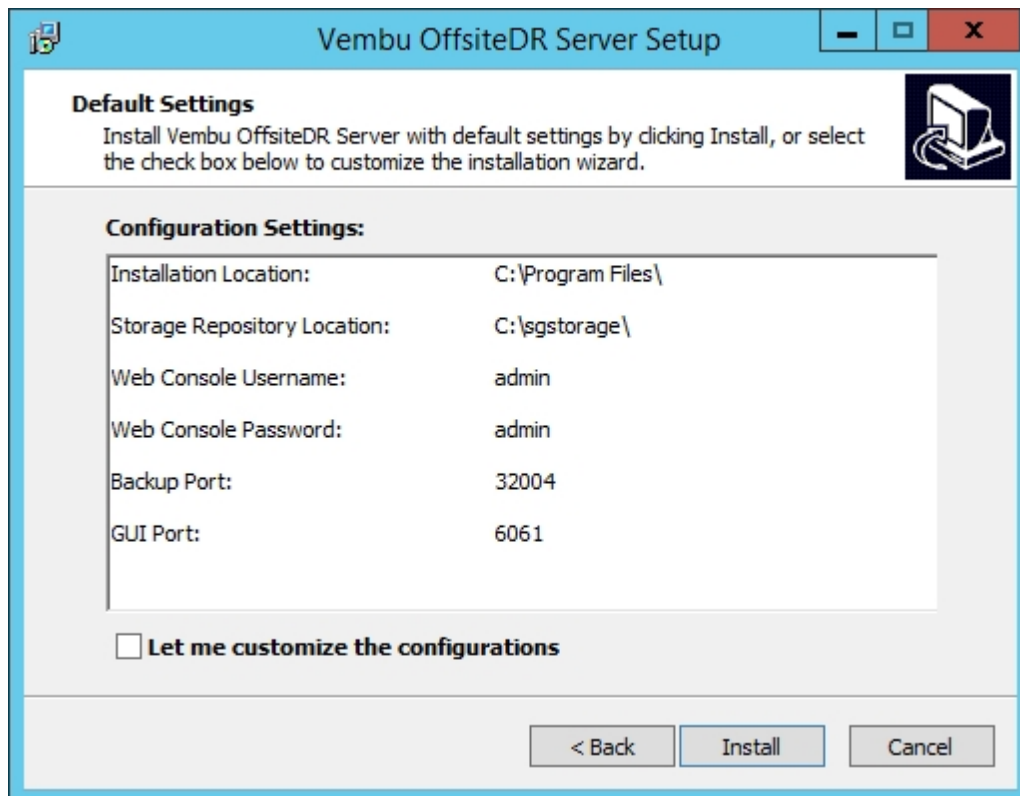 Vembu OffsiteDR Server Setup
Default Settings
Install Vembu OffsiteDR Server with default settings by clicking Install, or select
the check box below to customize the installation wizard.
Configuration Settings:
Installation Location: C:\Program Files\
Storage Repository Location: C:\sgstorage\
Web Console Username: admin
Web Console Password: admin
Backup Port: 32004
GUI Port: 6061
Let me customize the configurations
< Back Install Cancel